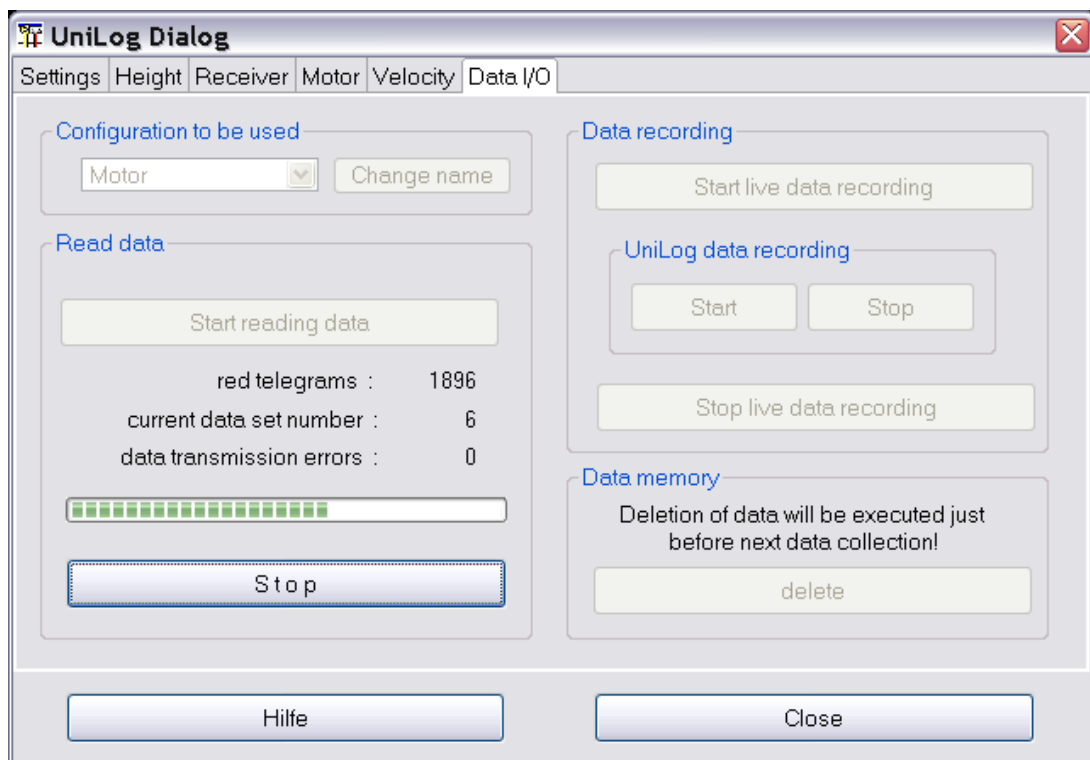 UniLog Dialog
Settings Height Receiver Motor Velocity Data I/O
Configuration to be used
Motor Change name
Read data
Start reading data
red telegrams : 1896
current data set number : 6
data transmission errors : 0
Stop
Data recording
Start live data recording
UniLog data recording
Start Stop
Stop live data recording
Data memory
Deletion of data will be executed just
before next data collection!
delete
Hilfe Close